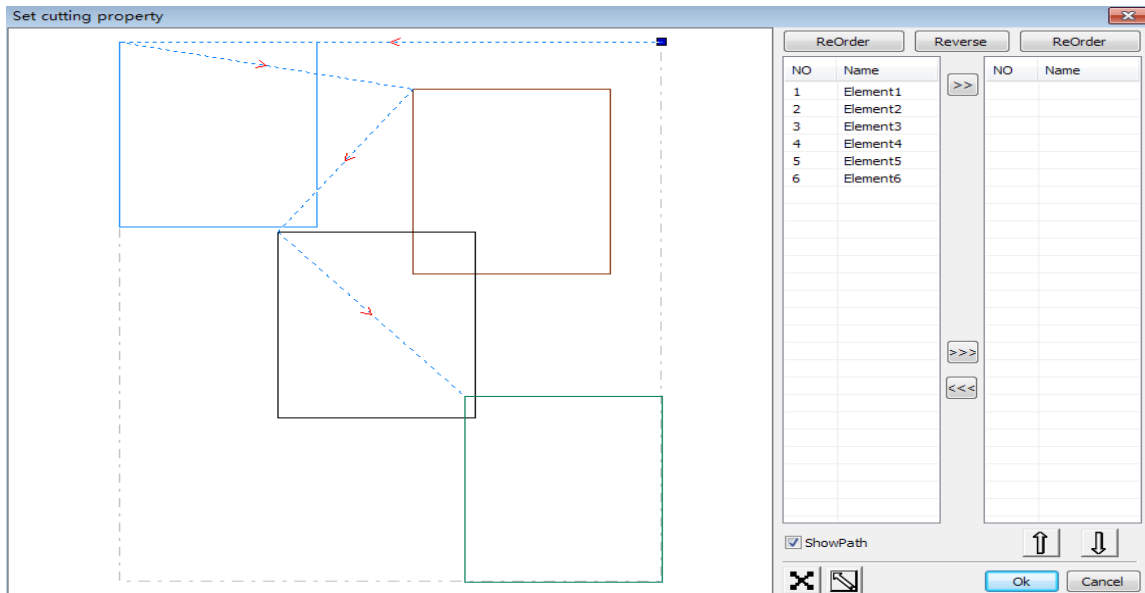 Set cutting property
ReOrder Reverse ReOrder
NO Name >> NO Name
1 Element1
2 Element2
3 Element3
4 Element4
5 Element5
6 Element6
>>>
<<<
ShowPath
Ok Cancel